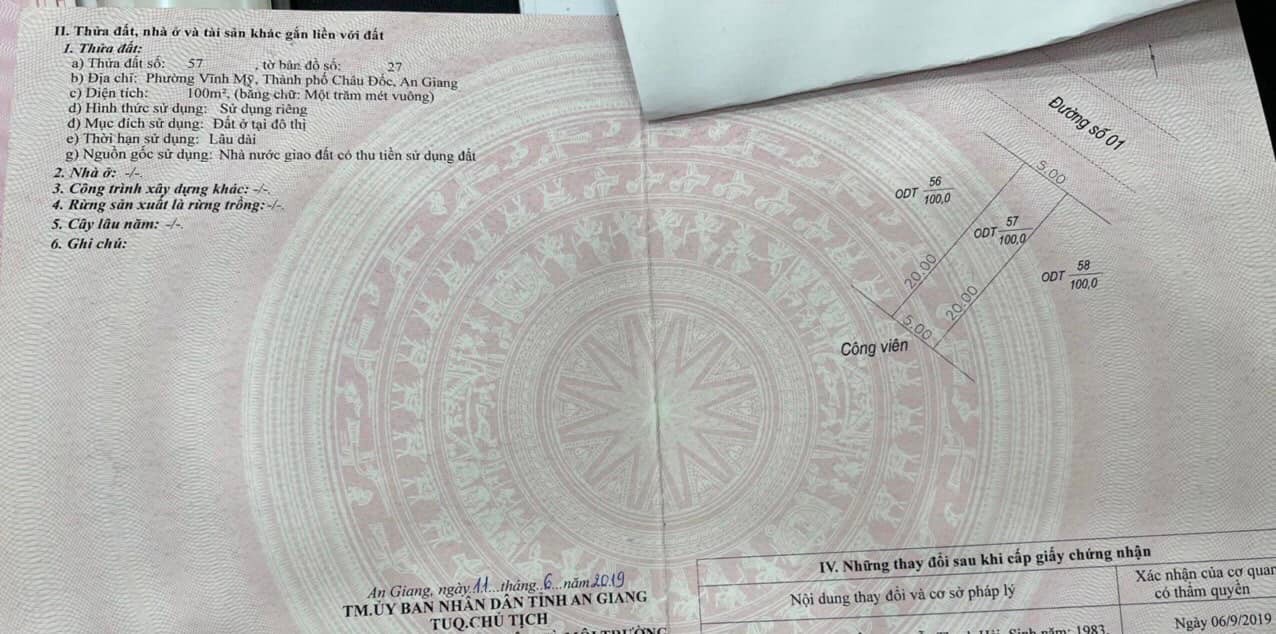 II. Thửa đất, nhà ở và tài sản khác gắn liền với đất
1. Thửa đất:
a) Thửa đất số: 57 , tờ bản đồ số: 27
b) Địa chỉ: Phường Vĩnh Mỹ, Thành phố Châu Đốc, An Giang
c) Diện tích: 100m², (bằng chữ: Một trăm mét vuông)
d) Hình thức sử dụng: Sử dụng riêng
đ) Mục đích sử dụng: Đất ở tại đô thị
e) Thời hạn sử dụng: Lâu dài
g) Nguồn gốc sử dụng: Nhà nước giao đất có thu tiền sử dụng đất
2. Nhà ở: -/-.
3. Công trình xây dựng khác: -/-.
4. Rừng sản xuất là rừng trồng: -/-.
5. Cây lâu năm: -/-.
6. Ghi chú:
Đường số 01
5,00
ODT 56/100,0
ODT 57/100,0
ODT 58/100,0
20,00
20,00
5,00
Công viên
An Giang, ngày 11 tháng 6 năm 2019
TM.ỦY BAN NHÂN DÂN TỈNH AN GIANG
TUQ.CHỦ TỊCH
TRƯỜNG
IV. Những thay đổi sau khi cấp giấy chứng nhận
Nội dung thay đổi và cơ sở pháp lý
Xác nhận của cơ quan
có thẩm quyền
Sinh năm: 1983
Ngày 06/9/2019